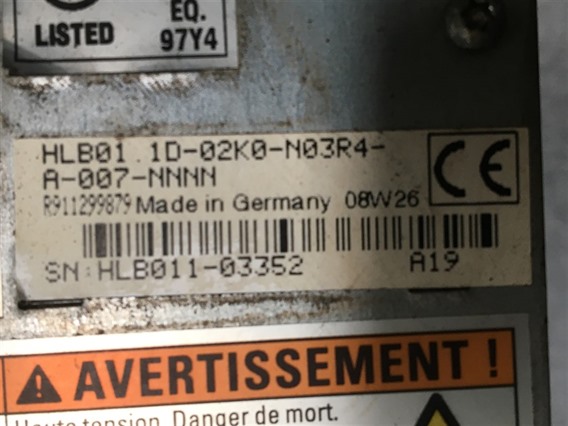 EQ.
LISTED 97Y4
HLB01.1D-02K0-N03R4-
A-007-NNNN
CE
R911299879 Made in Germany 08W26
SN:HLB011-03352 A19
AVERTISSEMENT !
Haute tension. Danger de mort.